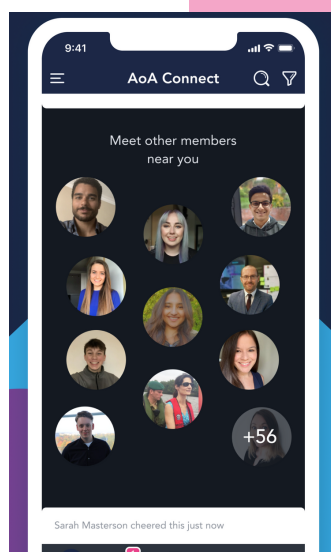 9:41
AoA Connect
Meet other members
near you
+56
Sarah Masterson cheered this just now